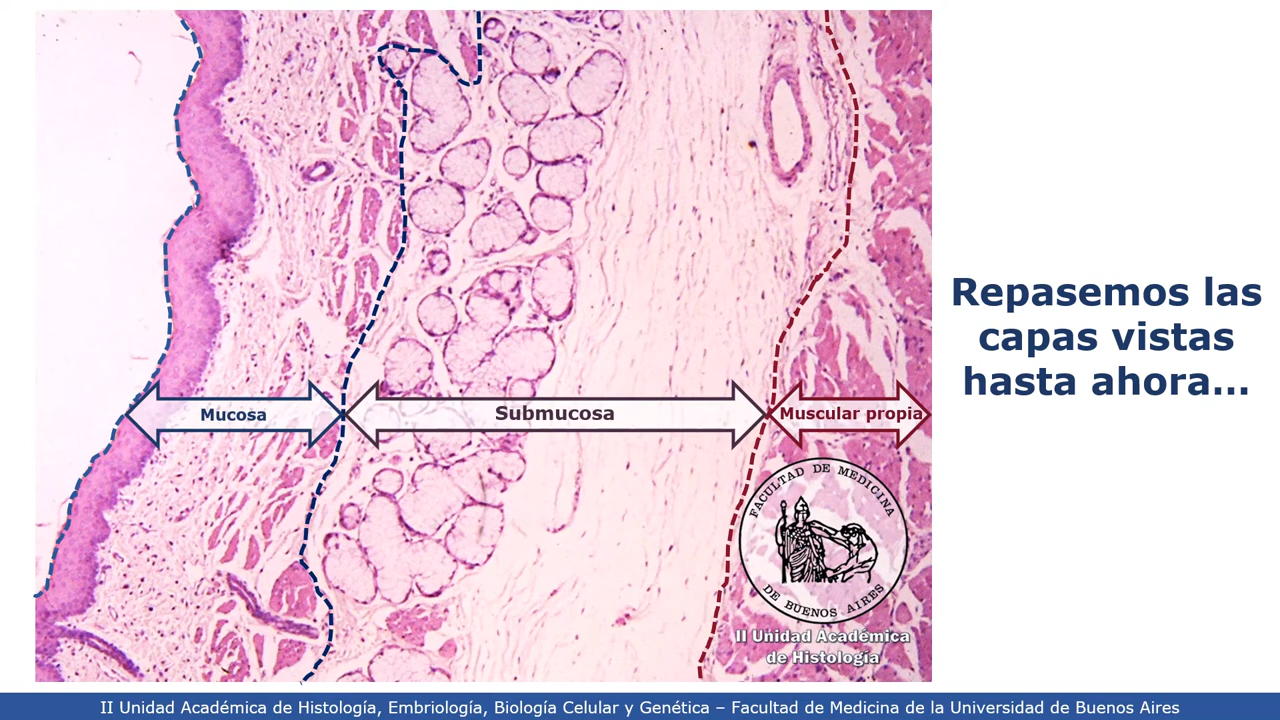 Repasemos las
capas vistas
hasta ahora...
Mucosa
Submucosa
Muscular propia
FACULTAD DE MEDICINA
DE BUENOS AIRES
II Unidad Académica
de Histología
II Unidad Académica de Histología, Embriología, Biología Celular y Genética – Facultad de Medicina de la Universidad de Buenos Aires